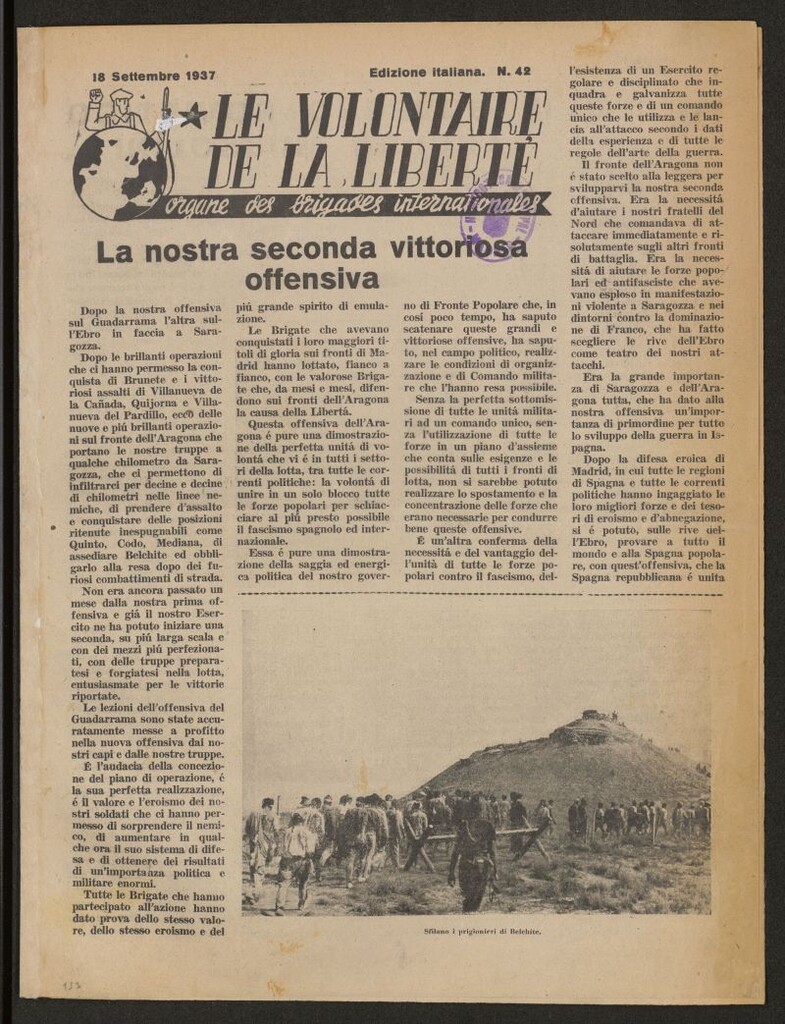 18 Settembre 1937
Edizione italiana. N. 42
LE VOLONTAIRE
DE LA LIBERTÉ
organe des brigades internationales
La nostra seconda vittoriosa
offensiva
Dopo la nostra offensiva
sul Guadarrama l'altra sul-
l'Ebro in faccia a Sara-
gozza.
Dopo le brillanti operazioni
che ci hanno permesso la con-
quista di Brunete e i vitto-
riosi assalti di Villanueva de
la Cañada, Quijorna e Villa-
nueva del Pardillo, ecco delle
nuove e piú brillanti operazio-
ni sul fronte dell'Aragona che
portano le nostre truppe a
qualche chilometro da Sara-
gozza, che ci permettono di
infiltrarci per decine e decine
di chilometri nelle linee ne-
miche, di prendere d'assalto
e conquistare delle posizioni
ritenute inespugnabili come
Quinto, Codo, Mediana, di
assediare Belchite ed obbli-
garlo alla resa dopo dei fu-
riosi combattimenti di strada.
Non era ancora passato un
mese dalla nostra prima of-
fensiva e giá il nostro Eser-
cito ne ha potuto iniziare una
seconda, su piú larga scala e
con dei mezzi piú perfeziona-
ti, con delle truppe prepara-
tesi e forgiatesi nella lotta,
entusiasmate per le vittorie
riportate.
Le lezioni dell'offensiva del
Guadarrama sono state accu-
ratamente messe a profitto
nella nuova offensiva dai no-
stri capi e dalle nostre truppe.
É l'audacia della concezio-
ne del piano di operazione, é
la sua perfetta realizzazione,
é il valore e l'eroismo dei no-
stri soldati che ci hanno per-
messo di sorprendere il nemi-
co, di aumentare in qual-
che ora il suo sistema di dife-
sa e di ottenere dei risultati
di un'importanza politica e
militare enormi.
Tutte le Brigate che hanno
partecipato all'azione hanno
dato prova dello stesso valo-
re, dello stesso eroismo e del
piú grande spirito di emula-
zione.
Le Brigate che avevano
conquistati i loro maggiori ti-
toli di gloria sui fronti di Ma-
drid hanno lottato, fianco a
fianco, con le valorose Briga-
te che, da mesi e mesi, difen-
dono sui fronti dell'Aragona
la causa della Libertá.
Questa offensiva dell'Ara-
gona é pure una dimostrazio-
ne della perfetta unitá di vo-
lontá che vi é in tutti i setto-
ri della lotta, tra tutte le cor-
renti politiche: la volontá di
unire in un solo blocco tutte
le forze popolari per schiac-
ciare al piú presto possibile
il fascismo spagnolo ed inter-
nazionale.
Essa é pure una dimostra-
zione della saggia ed energi-
ca politica del nostro gover-
no di Fronte Popolare che, in
cosi poco tempo, ha saputo
scatenare queste grandi e
vittoriose offensive, ha sapu-
to, nel campo politico, realiz-
zare le condizioni di organiz-
zazione e di Comando milita-
re che l'hanno resa possibile.
Senza la perfetta sottomis-
sione di tutte le unitá milita-
ri ad un comando unico, sen-
za l'utilizzazione di tutte le
forze in un piano d'assieme
che conta sulle esigenze e le
possibilitá di tutti i fronti di
lotta, non si sarebbe potuto
realizzare lo spostamento e la
concentrazione delle forze che
erano necessarie per condurre
bene queste offensive.
É un'altra conferma della
necessitá e del vantaggio del-
l'unitá di tutte le forze po-
polari contro il fascismo, del-
l'esistenza di un Esercito re-
golare e disciplinato che in-
quadra e galvanizza tutte
queste forze e di un comando
unico che le utilizza e le lan-
cia all'attacco secondo i dati
della esperienza e di tutte le
regole dell'arte della guerra.
Il fronte dell'Aragona non
é stato scelto alla leggera per
svilupparvi la nostra seconda
offensiva. Era la necessitá
d'aiutare i nostri fratelli del
Nord che comandava di at-
taccare immediatamente e ri-
solutamente sugli altri fronti
di battaglia. Era la neces-
sitá di aiutare le forze popo-
lari ed antifasciste che ave-
vano esploso in manifestazio-
ni violente a Saragozza e nei
dintorni contro la dominazio-
ne di Franco, che ha fatto
scegliere le rive dell'Ebro
come teatro dei nostri at-
tacchi.
Era la grande importan-
za di Saragozza e dell'Ara-
gona tutta, che ha dato alla
nostra offensiva un'impor-
tanza di primordine per tutto
lo sviluppo della guerra in Is-
pagna.
Dopo la difesa eroica di
Madrid, in cui tutte le regioni
di Spagna e tutte le correnti
politiche hanno ingaggiato le
loro migliori forze e dei teso-
ri di eroismo e d'abnegazione,
si é potuto, sulle rive del-
l'Ebro, provare a tutto il
mondo e alla Spagna popola-
re, con quest'offensiva, che la
Spagna repubblicana é unita
Sfilano i prigionieri di Belchite.